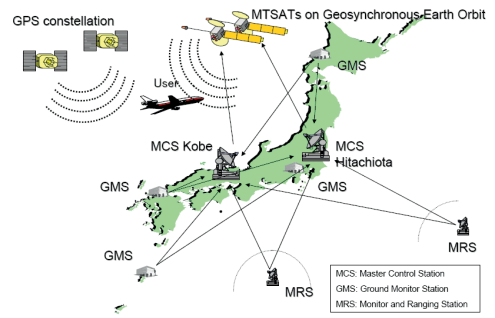 MTSATs on Geosynchronous Earth Orbit
GPS constellation
GMS
User
MCS Kobe
MCS
Hitachiota
GMS
GMS
GMS
MRS
MRS
MCS: Master Control Station
GMS: Ground Monitor Station
MRS: Monitor and Ranging Station